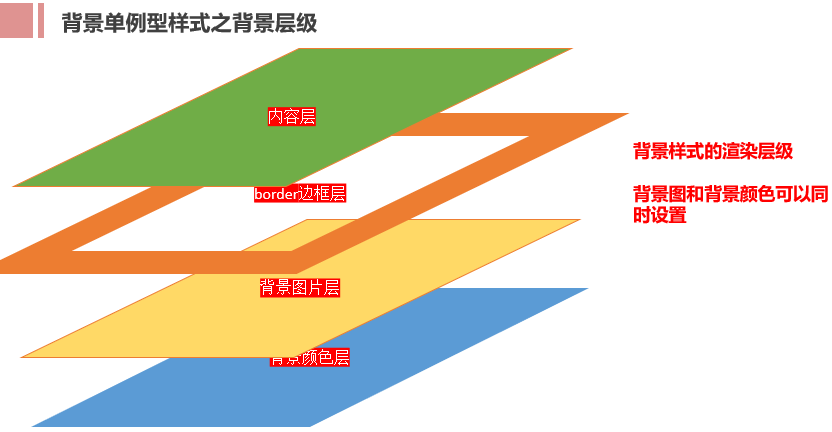 背景单例型样式之背景层级
内容层
背景样式的渲染层级
border边框层
背景图和背景颜色可以同
时设置
背景图片层
背景颜色层